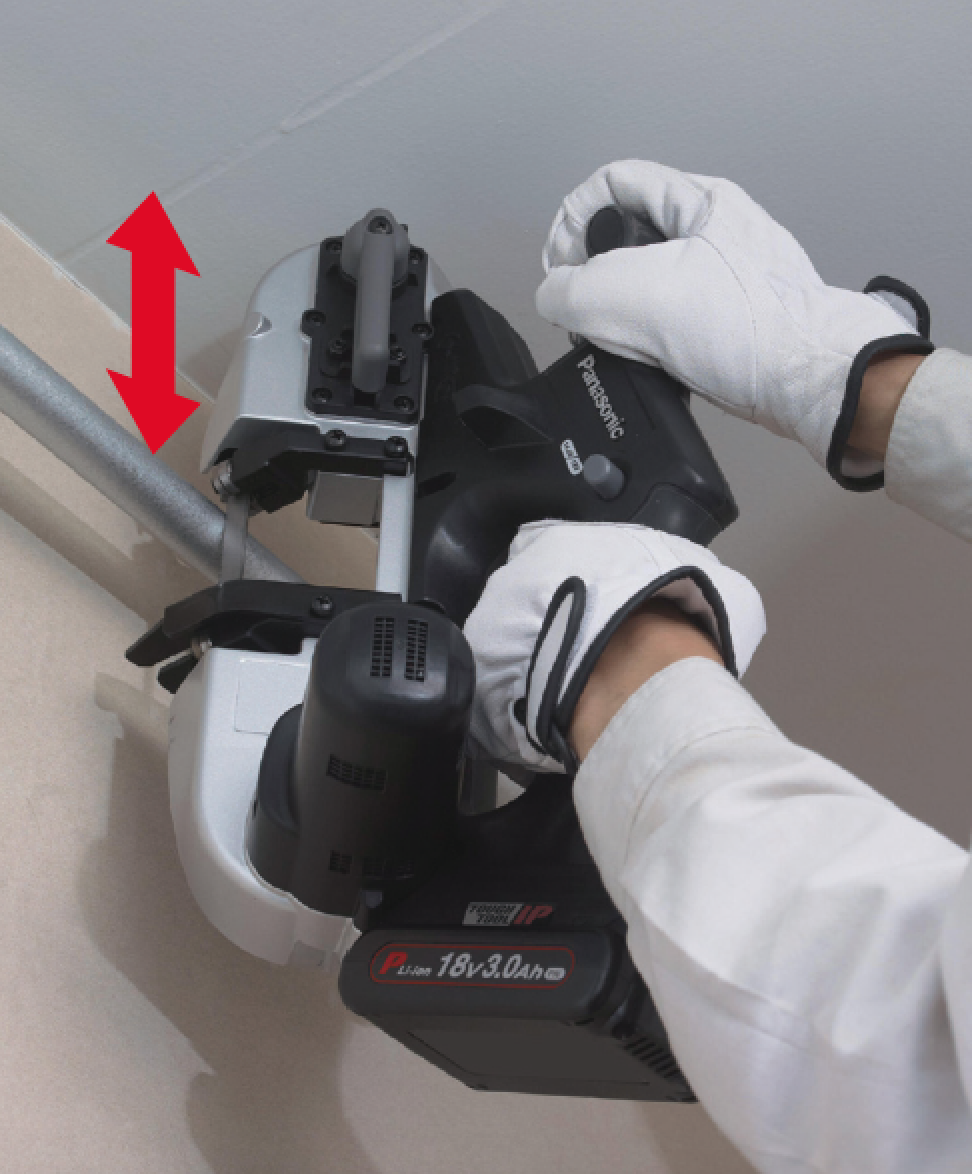 Panasonic
TOUGH
TOOL IP
P Li-ion 18V 3.0Ah